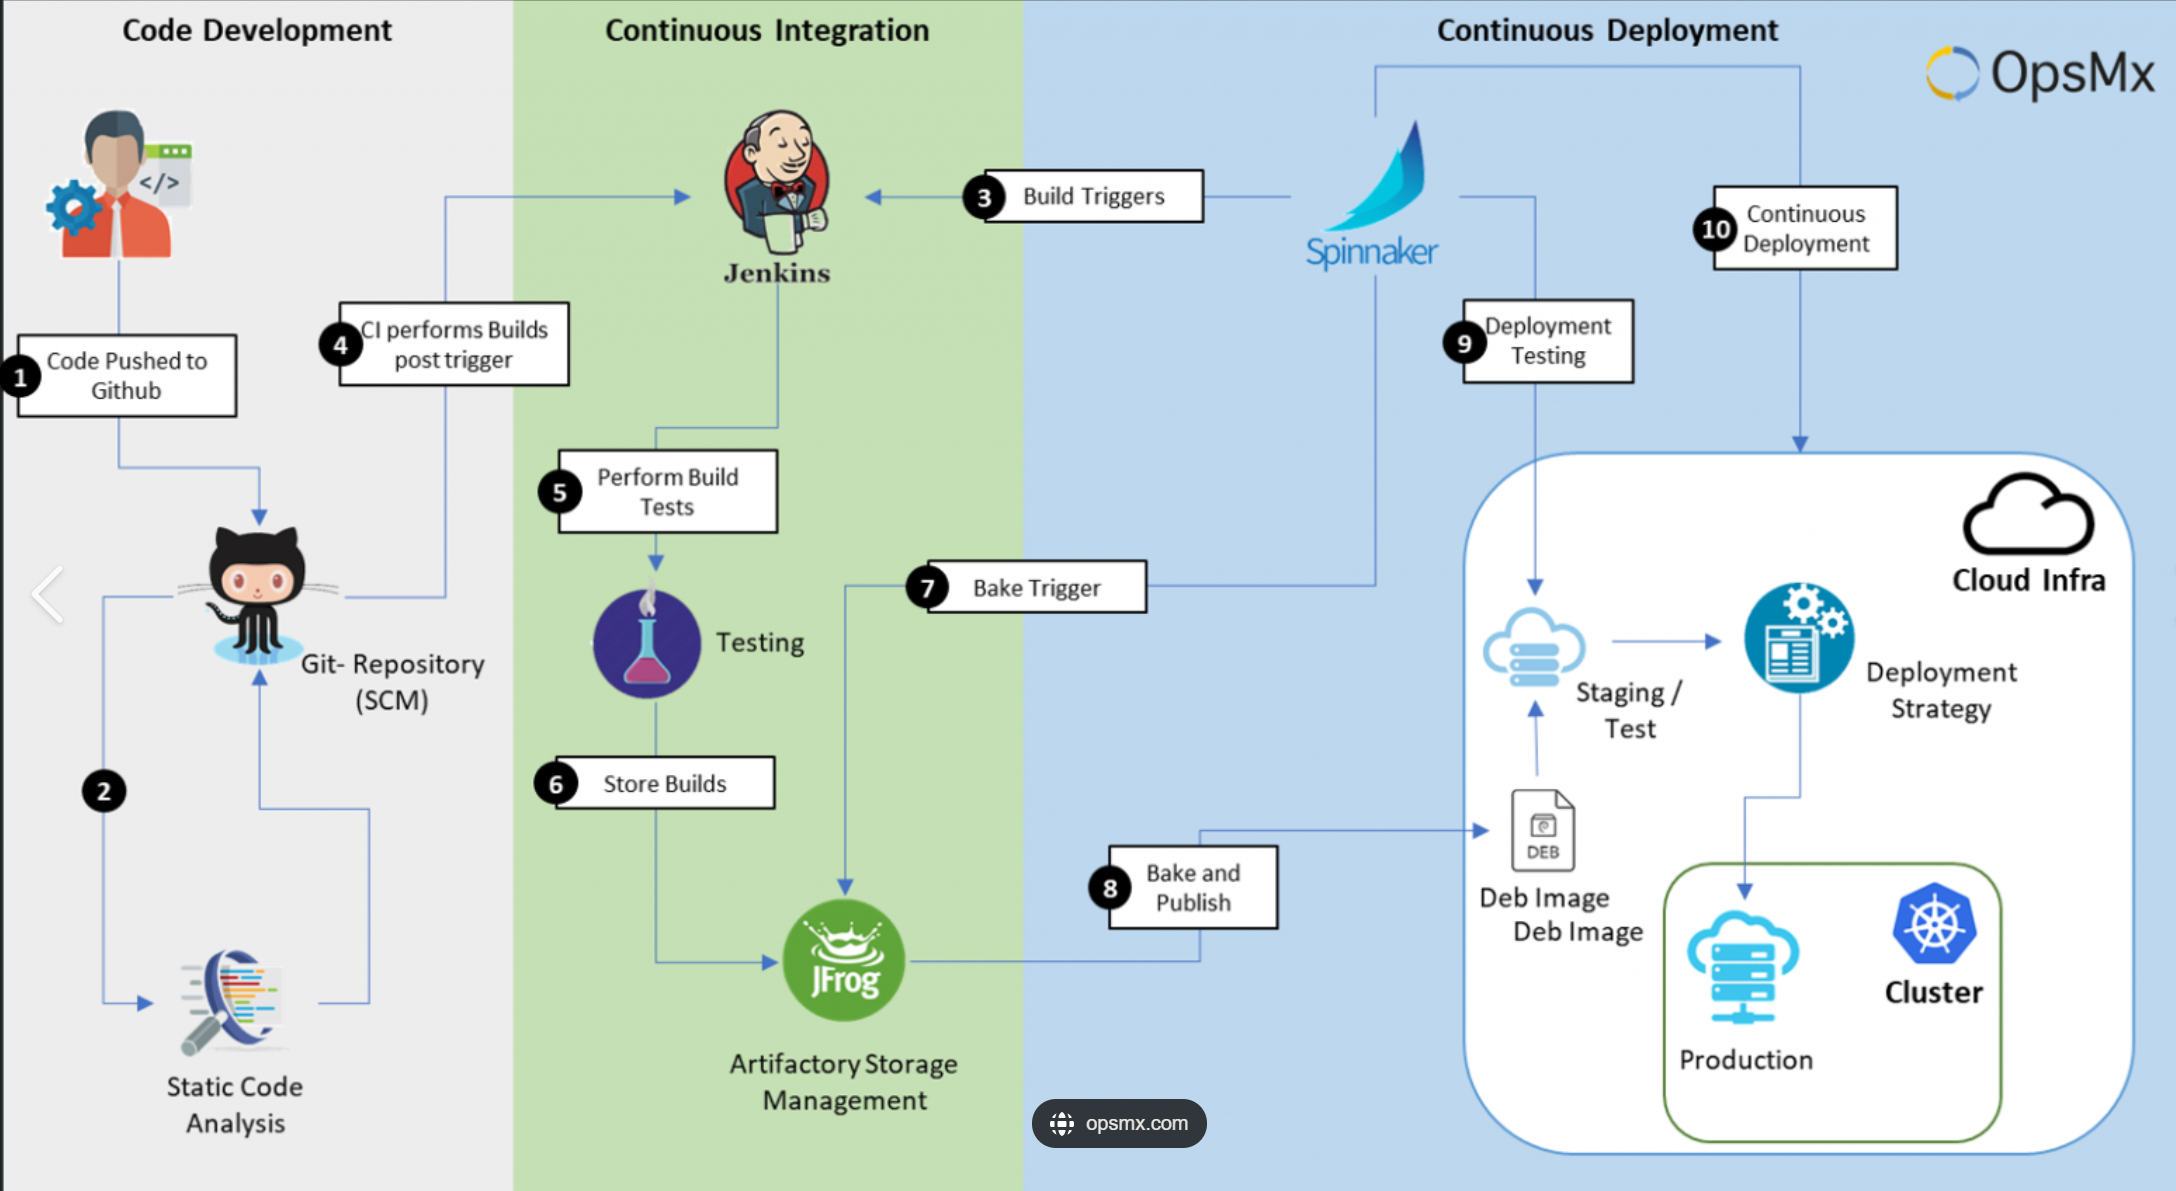 Code Development
Continuous Integration
Continuous Deployment
OpsMx
</>
Jenkins
3
Build Triggers
Spinnaker
10
Continuous
Deployment
1
Code Pushed to
Github
4
CI performs Builds
post trigger
9
Deployment
Testing
5
Perform Build
Tests
Cloud Infra
7
Bake Trigger
Testing
Git- Repository
(SCM)
Staging /
Test
Deployment
Strategy
2
6
Store Builds
DEB
8
Bake and
Publish
Deb Image
Deb Image
JFrog
Cluster
Production
Static Code
Analysis
Artifactory Storage
Management
opsmx.com